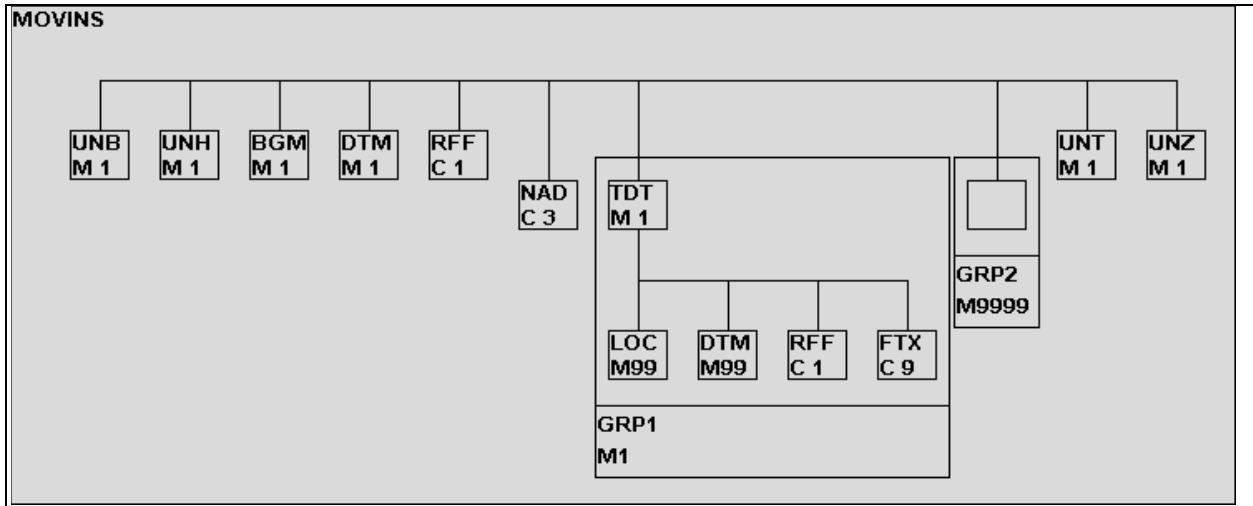 MOVINS
UNB
M 1
UNH
M 1
BGM
M 1
DTM
M 1
RFF
C 1
NAD
C 3
TDT
M 1
LOC
M99
DTM
M99
RFF
C 1
FTX
C 9
GRP1
M1
GRP2
M9999
UNT
M 1
UNZ
M 1